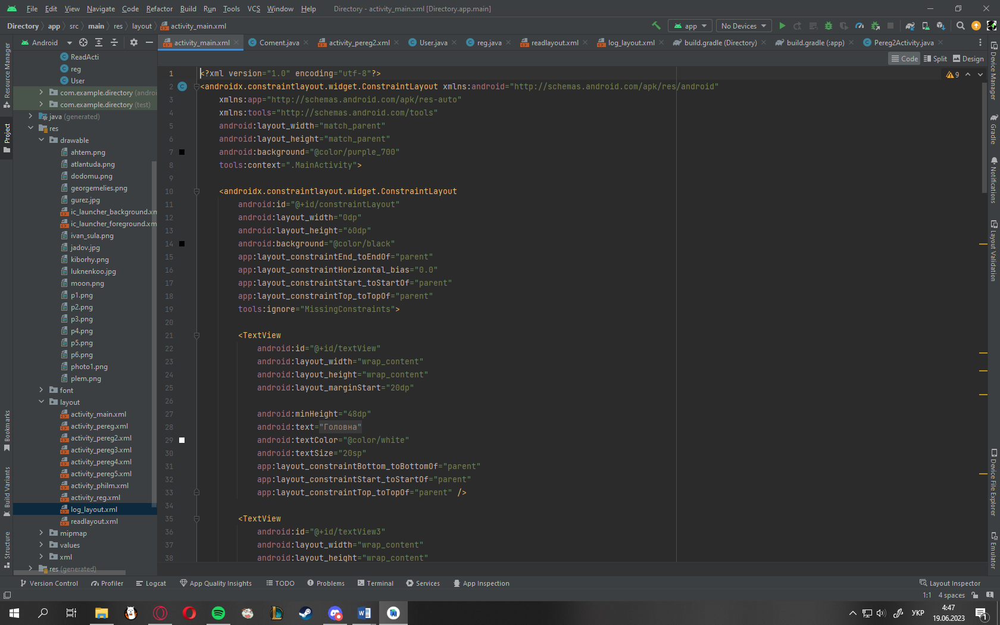 File Edit View Navigate Code Refactor Build Run Tools VCS Window Help Directory - activity_main.xml [Directory.app.main]
Directory app src main res layout activity_main.xml app No Devices
Android activity_main.xml Coment.java activity_pereg2.xml User.java reg.java readlayout.xml log_layout.xml build.gradle (Directory) build.gradle (:app) Pereg2Activity.java
Code Split Design
Resource Manager
Project
Bookmarks
Build Variants
Structure
ReadActi
reg
User
com.example.directory (androi
com.example.directory (test)
java (generated)
res
drawable
ahtem.png
atlantuda.png
dodomu.png
georgemelies.png
gurez.jpg
ic_launcher_background.xm
ic_launcher_foreground.xm
ivan_sula.png
jadov.jpg
kiborhy.png
luknenkoo.jpg
moon.png
p1.png
p2.png
p3.png
p4.png
p5.png
p6.png
photo1.png
plem.png
font
layout
activity_main.xml
activity_pereg.xml
activity_pereg2.xml
activity_pereg3.xml
activity_pereg4.xml
activity_pereg5.xml
activity_philm.xml
activity_reg.xml
log_layout.xml
readlayout.xml
mipmap
values
xml
res (generated)
1 <?xml version="1.0" encoding="utf-8"?>
2 <androidx.constraintlayout.widget.ConstraintLayout xmlns:android="http://schemas.android.com/apk/res/android"
3 xmlns:app="http://schemas.android.com/apk/res-auto"
4 xmlns:tools="http://schemas.android.com/tools"
5 android:layout_width="match_parent"
6 android:layout_height="match_parent"
7 android:background="@color/purple_700"
8 tools:context=".MainActivity">
9
10 <androidx.constraintlayout.widget.ConstraintLayout
11 android:id="@+id/constraintLayout"
12 android:layout_width="0dp"
13 android:layout_height="60dp"
14 android:background="@color/black"
15 app:layout_constraintEnd_toEndOf="parent"
16 app:layout_constraintHorizontal_bias="0.0"
17 app:layout_constraintStart_toStartOf="parent"
18 app:layout_constraintTop_toTopOf="parent"
19 tools:ignore="MissingConstraints">
20
21 <TextView
22 android:id="@+id/textView"
23 android:layout_width="wrap_content"
24 android:layout_height="wrap_content"
25 android:layout_marginStart="20dp"
26
27 android:minHeight="48dp"
28 android:text="Головна"
29 android:textColor="@color/white"
30 android:textSize="20sp"
31 app:layout_constraintBottom_toBottomOf="parent"
32 app:layout_constraintStart_toStartOf="parent"
33 app:layout_constraintTop_toTopOf="parent" />
34
35 <TextView
36 android:id="@+id/textView3"
37 android:layout_width="wrap_content"
38 android:layout_height="wrap_content"
9
Device Manager
Gradle
Notifications
Layout Validation
Device File Explorer
Emulator
Version Control Profiler Logcat App Quality Insights TODO Problems Terminal Services App Inspection Layout Inspector
1:1 4 spaces
УКР 4:47
19.06.2023 1